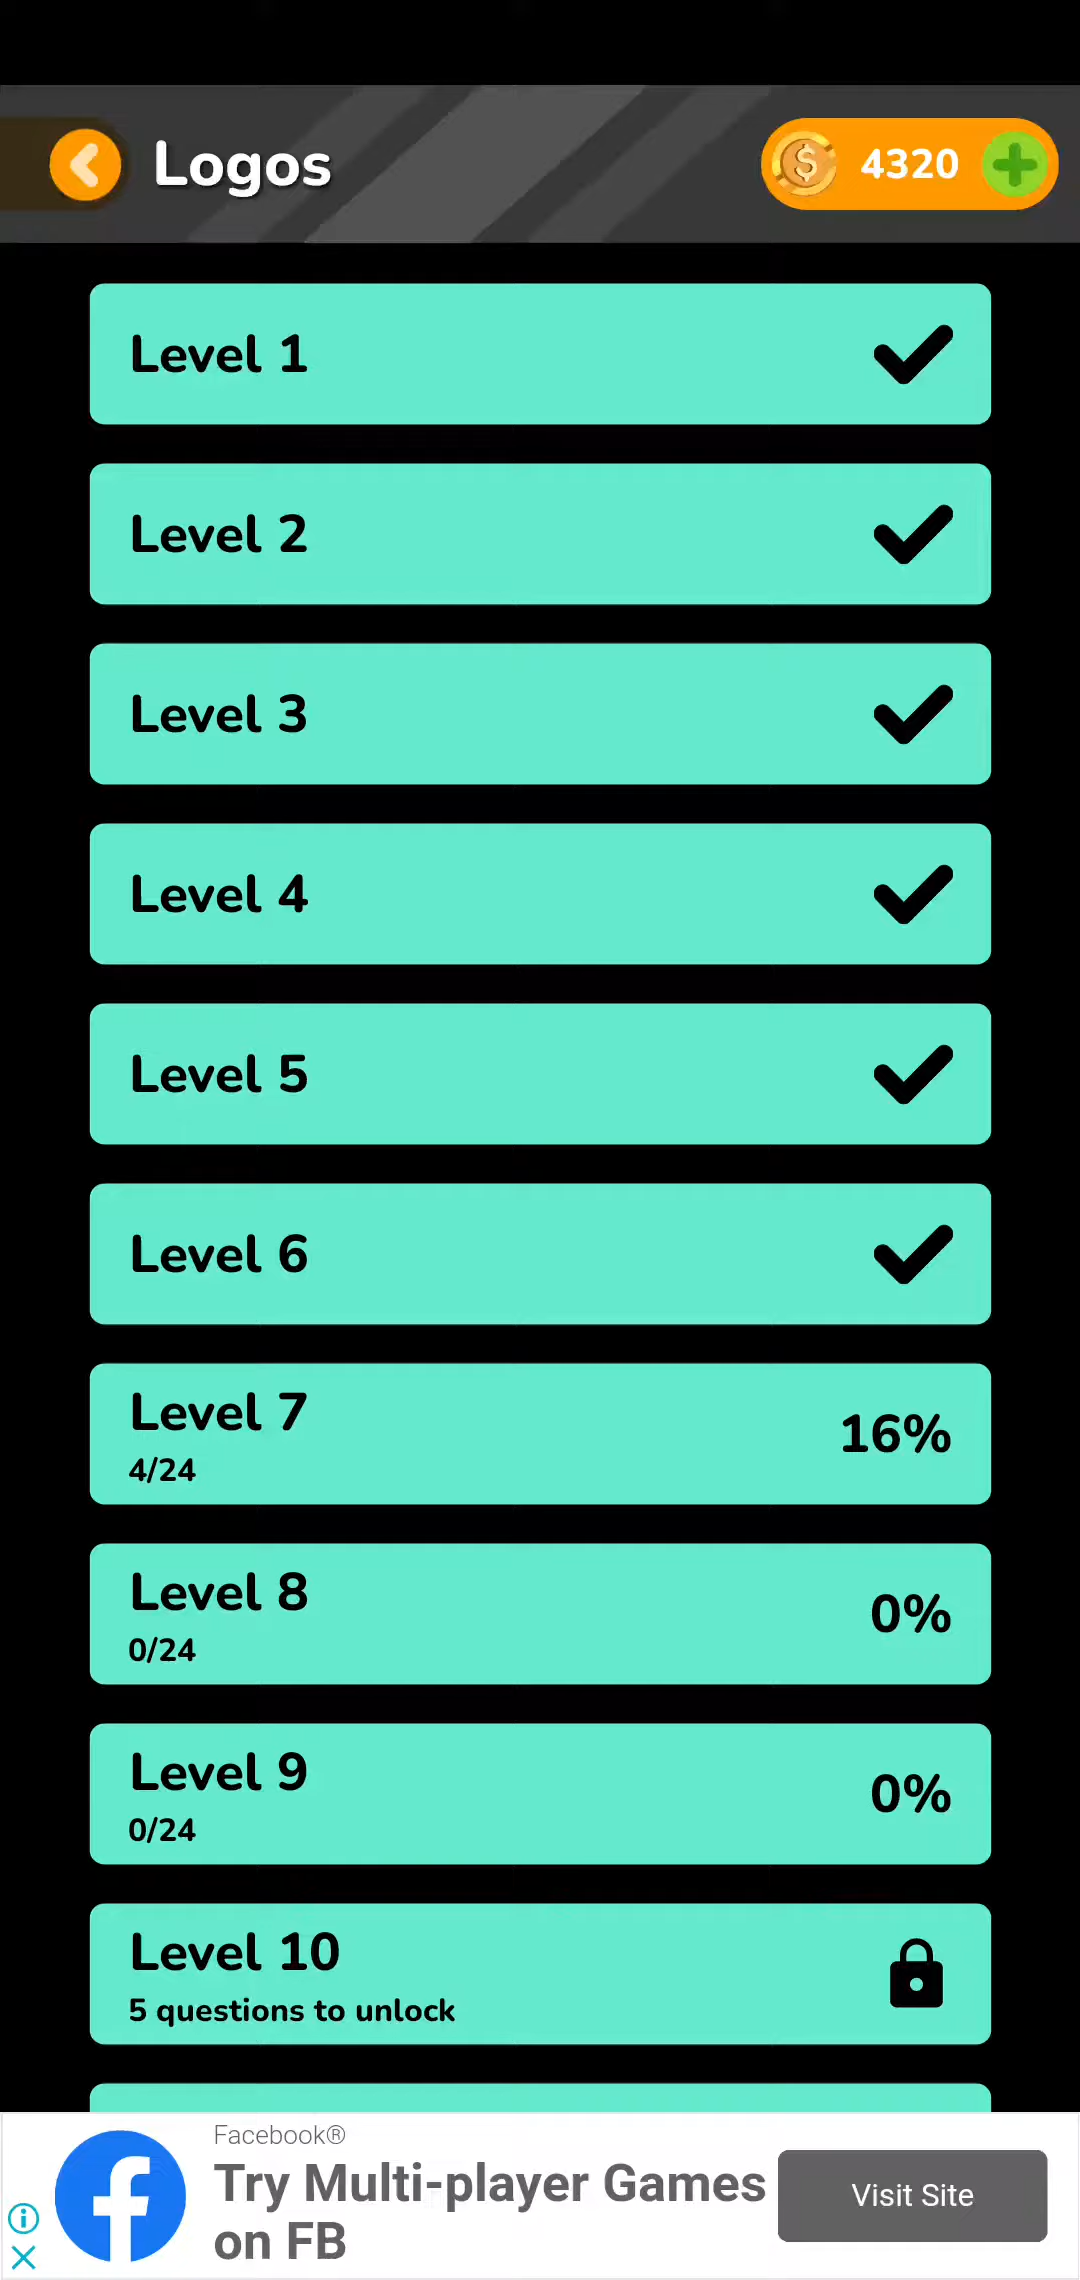 Logos
4320
Level 1
Level 2
Level 3
Level 4
Level 5
Level 6
Level 7
16%
4/24
Level 8
0%
0/24
Level 9
0%
0/24
Level 10
5 questions to unlock
Facebook®
Try Multi-player Games
on FB
Visit Site